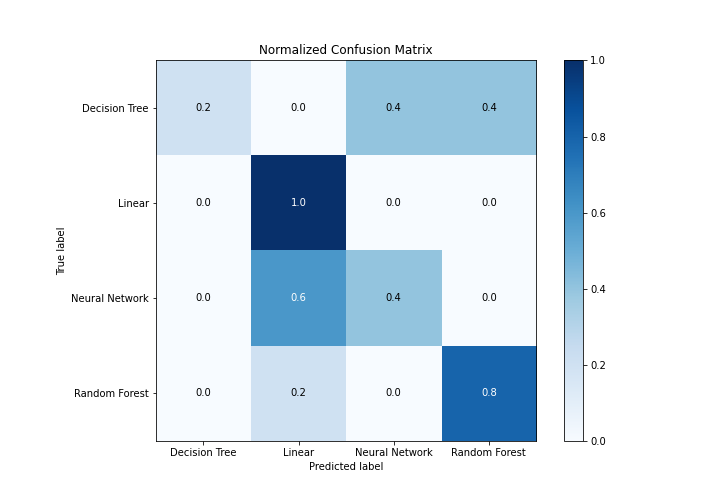 Normalized Confusion Matrix
1.0
Decision Tree
0.2 0.0 0.4 0.4
0.8
Linear
0.0 1.0 0.0 0.0
0.6
True label
Neural Network
0.0 0.6 0.4 0.0
0.4
Random Forest
0.0 0.2 0.0 0.8
0.2
0.0
Decision Tree Linear Neural Network Random Forest
Predicted label